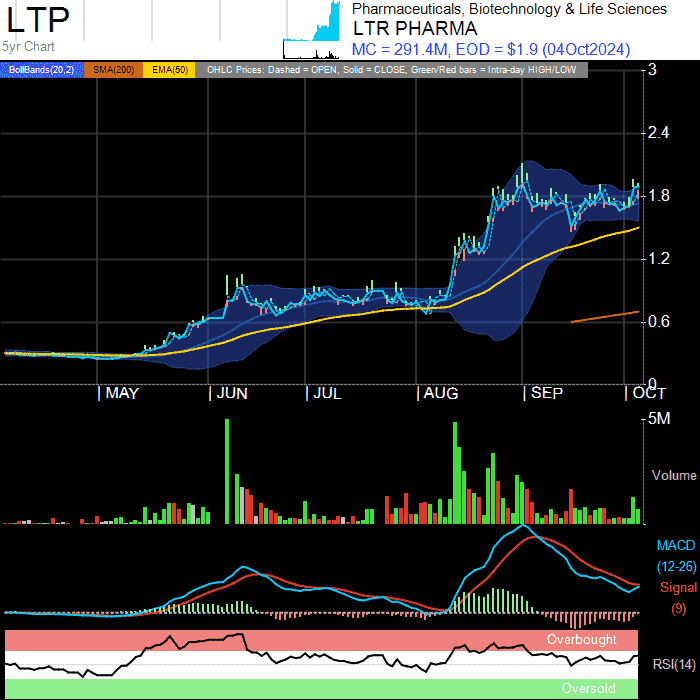 LTP
5yr Chart
Pharmaceuticals, Biotechnology & Life Sciences
LTR PHARMA
MC = 291.4M, EOD = $1.9 (04Oct2024)
BollBands(20,2) SMA(200) EMA(50) OHLC Prices: Dashed = OPEN, Solid = CLOSE, Green/Red bars = Intra-day HIGH/LOW
3
2.4
1.8
1.2
0.6
0
MAY JUN JUL AUG SEP OCT
5M
Volume
MACD
(12-26)
Signal
(9)
Overbought
RSI(14)
Oversold